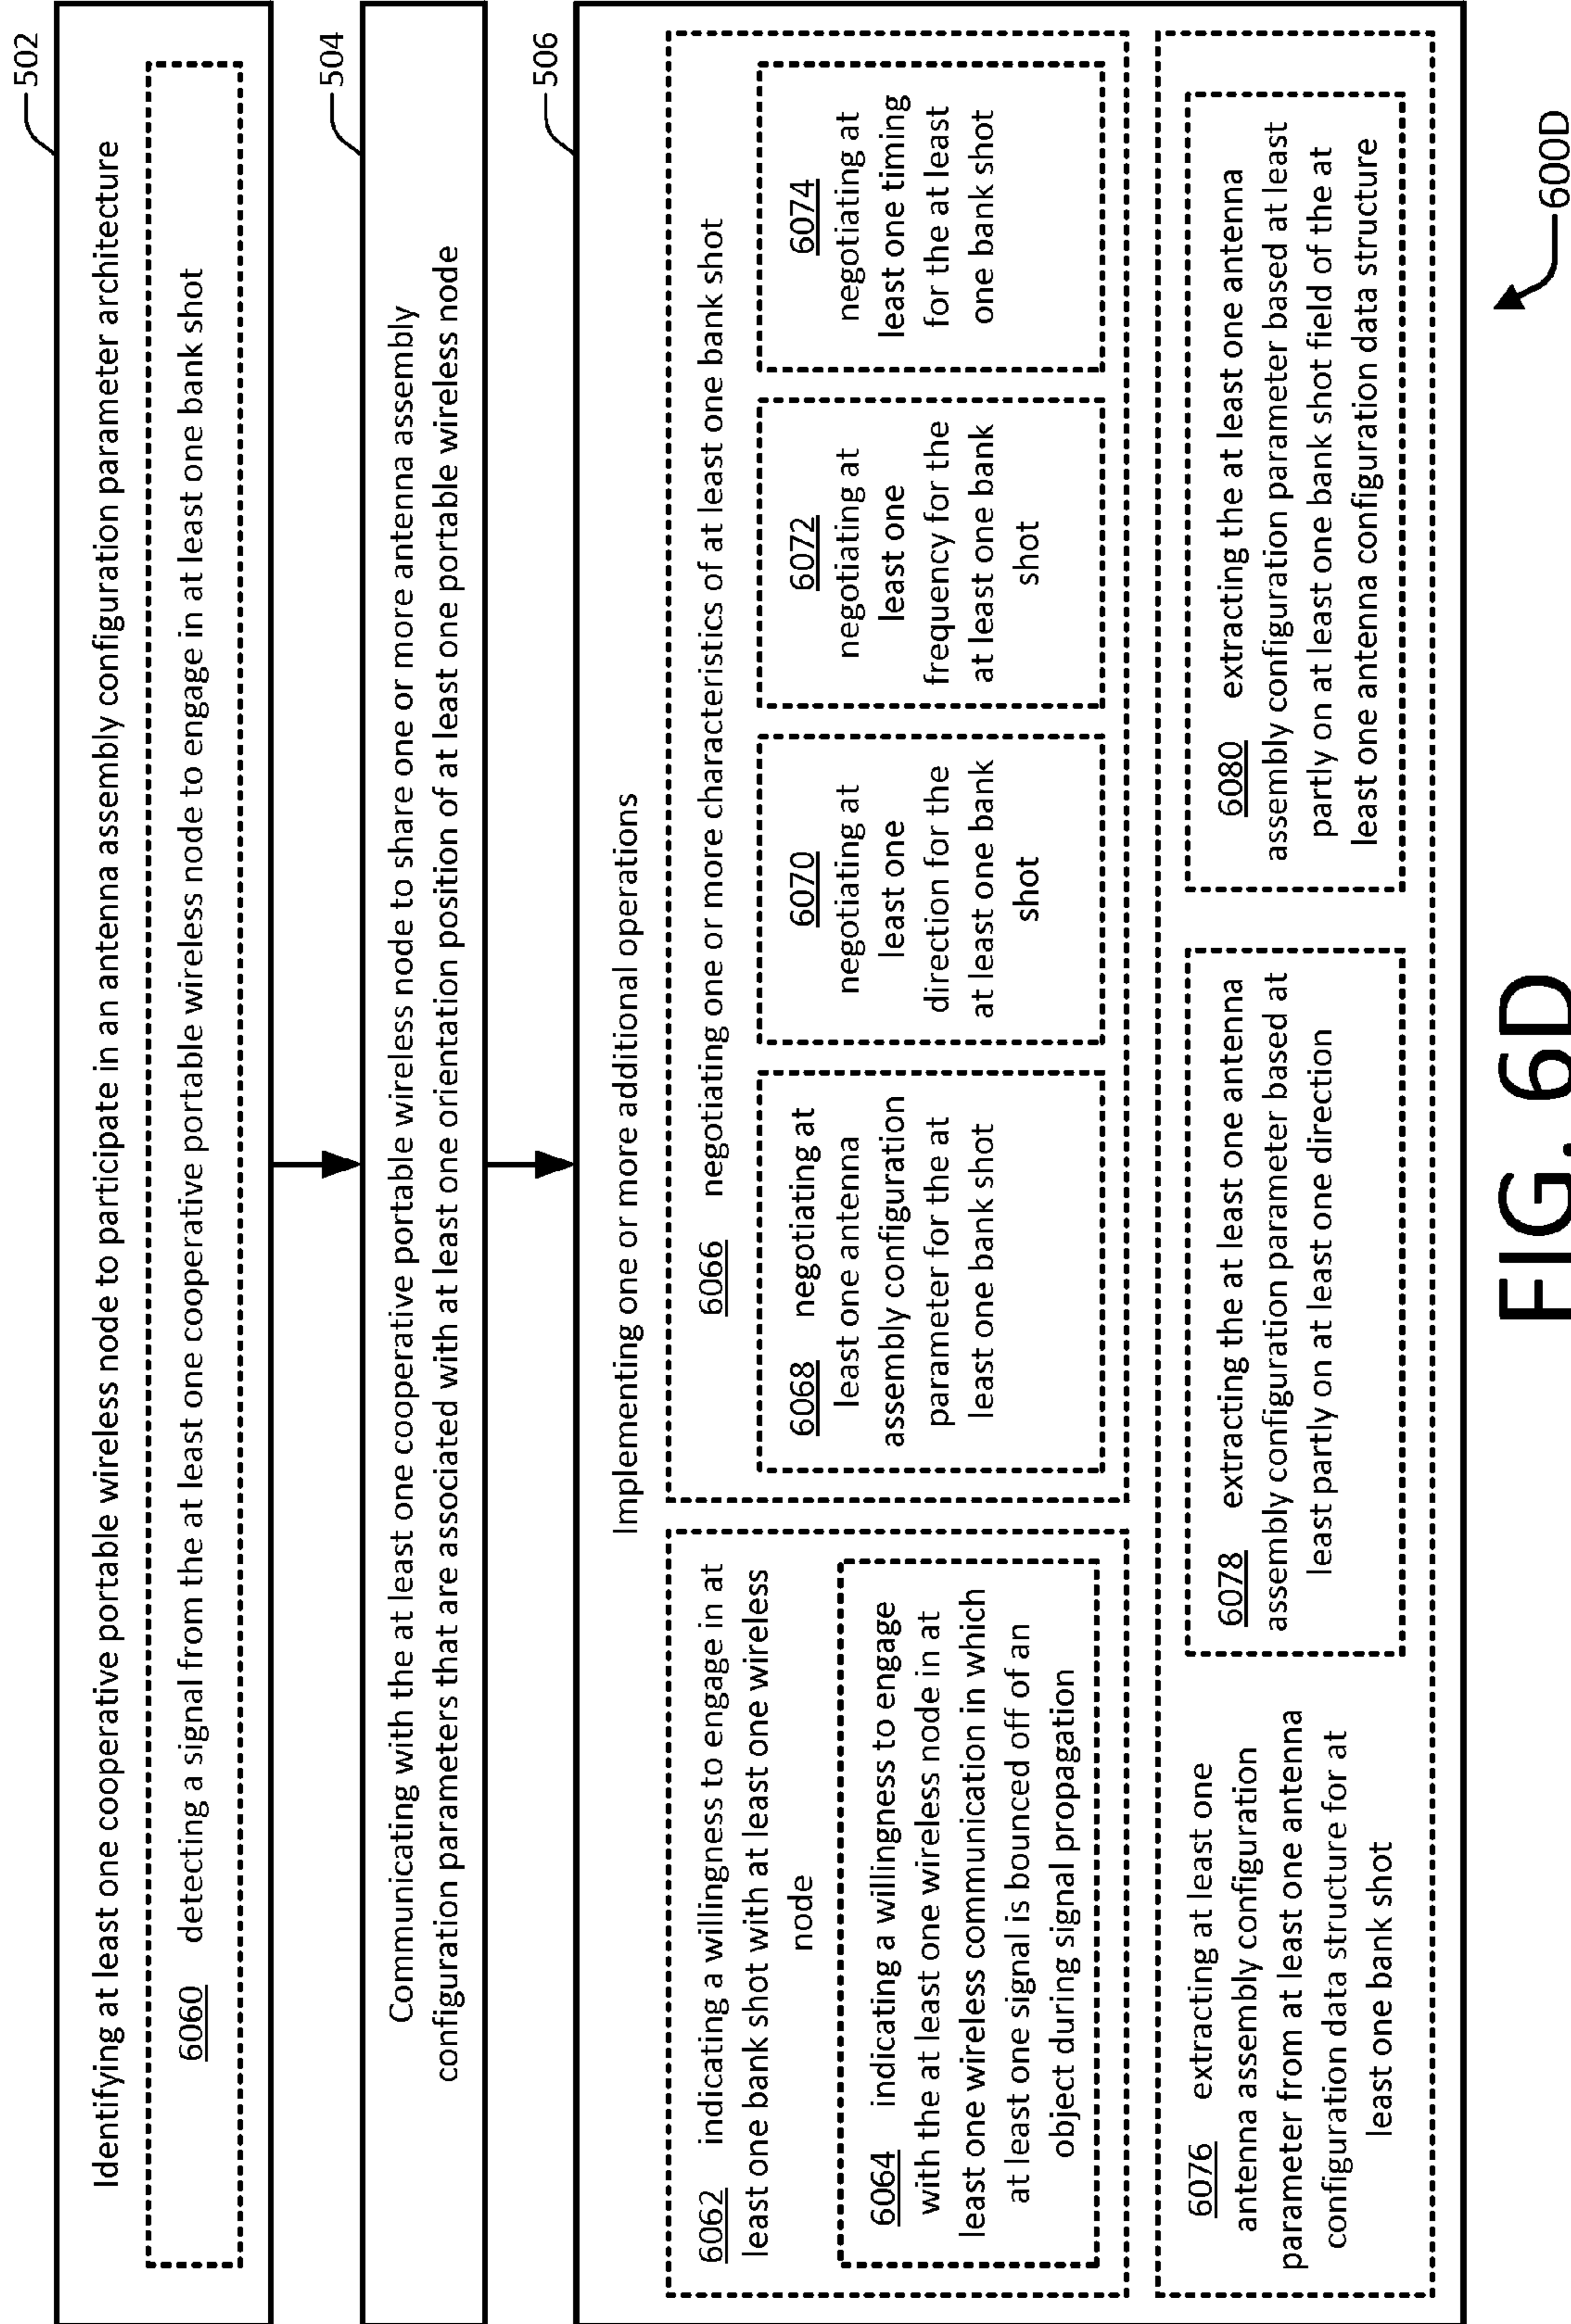 502
Identifying at least one cooperative portable wireless node to participate in an antenna assembly configuration parameter architecture
6060 detecting a signal from the at least one cooperative portable wireless node to engage in at least one bank shot
504
Communicating with the at least one cooperative portable wireless node to share one or more antenna assembly
configuration parameters that are associated with at least one orientation position of at least one portable wireless node
506
Implementing one or more additional operations
6062 indicating a willingness to engage in at
least one bank shot with at least one wireless
node
6064 indicating a willingness to engage
with the at least one wireless node in at
least one wireless communication in which
at least one signal is bounced off of an
object during signal propagation
6066 negotiating one or more characteristics of at least one bank shot
6068 negotiating at
least one antenna
assembly configuration
parameter for the at
least one bank shot
6070
negotiating at
least one
direction for the
at least one bank
shot
6072
negotiating at
least one
frequency for the
at least one bank
shot
6074
negotiating at
least one timing
for the at least
one bank shot
6076 extracting at least one
antenna assembly configuration
parameter from at least one antenna
configuration data structure for at
least one bank shot
6078 extracting the at least one antenna
assembly configuration parameter based at
least partly on at least one direction
6080 extracting the at least one antenna
assembly configuration parameter based at least
partly on at least one bank shot field of the at
least one antenna configuration data structure
600D
FIG. 6D